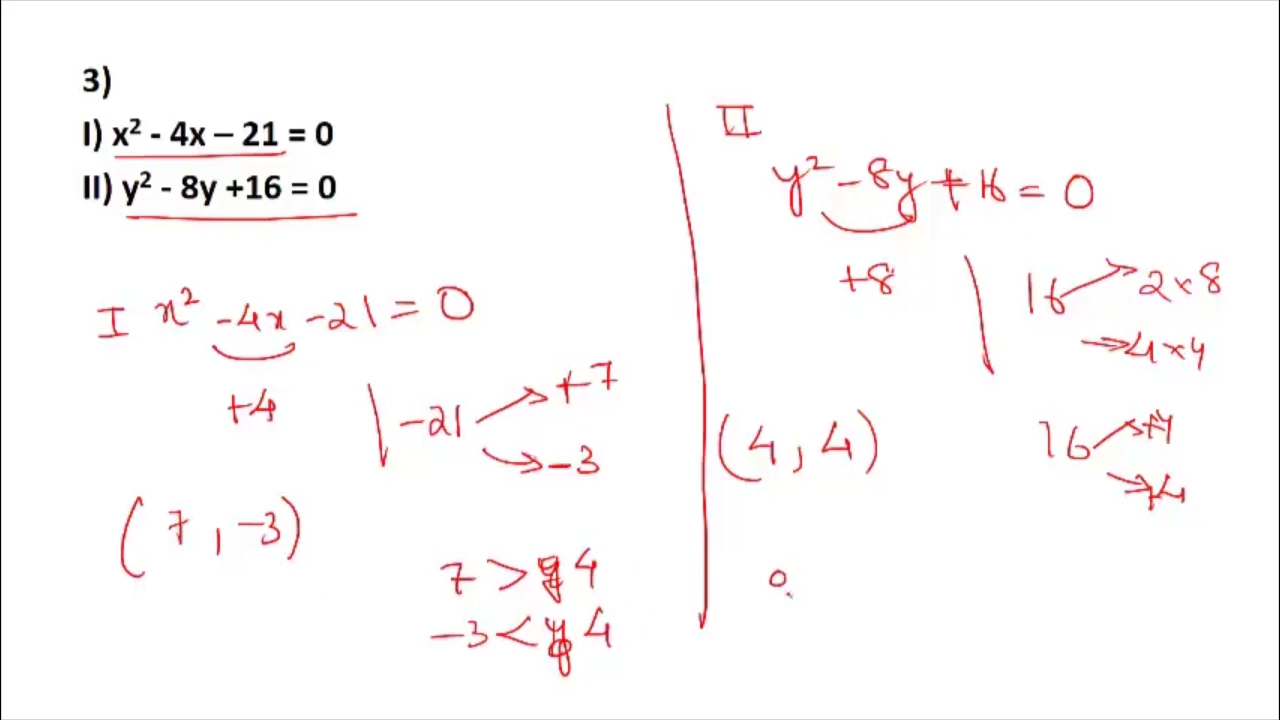 3)
I) x² - 4x – 21 = 0
II) y² - 8y +16 = 0
I x² -4x -21 = 0
+4
-21 → +7
→ -3
(7, -3)
7 > 4
-3 < 4
II
y² -8y +16 = 0
+8
16 → 2×8
→ 4×4
(4, 4)
16 → +4
→ +4